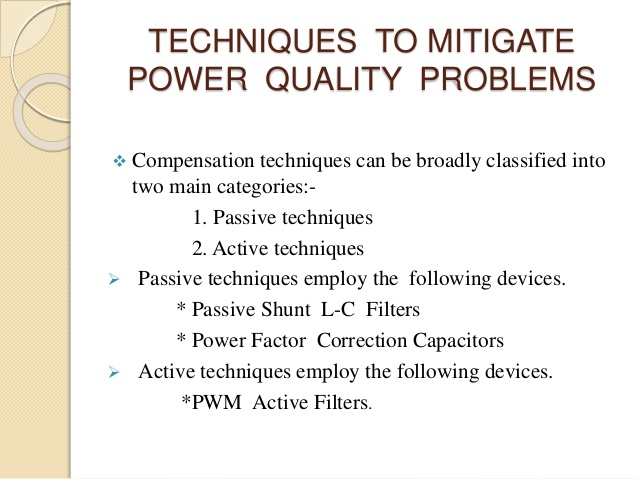 TECHNIQUES TO MITIGATE
POWER QUALITY PROBLEMS
❖ Compensation techniques can be broadly classified into
two main categories:-
1. Passive techniques
2. Active techniques
➢ Passive techniques employ the following devices.
* Passive Shunt L-C Filters
* Power Factor Correction Capacitors
➢ Active techniques employ the following devices.
*PWM Active Filters.